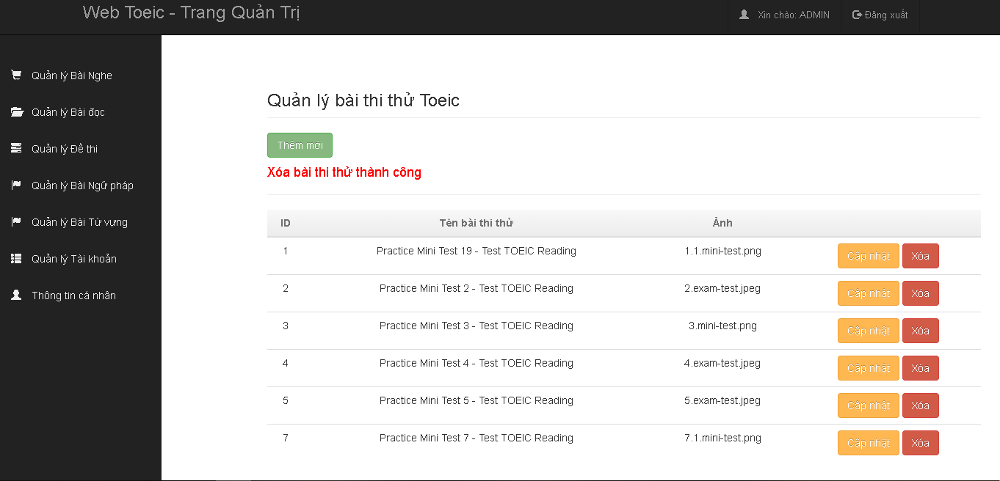 Web Toeic - Trang Quản Trị
Xin chào: ADMIN
Đăng xuất
Quản lý Bài Nghe
Quản lý Bài đọc
Quản lý Đề thi
Quản lý Bài Ngữ pháp
Quản lý Bài Từ vựng
Quản lý Tài khoản
Thông tin cá nhân
Quản lý bài thi thử Toeic
Thêm mới
Xóa bài thi thử thành công
ID Tên bài thi thử Ảnh
1 Practice Mini Test 19 - Test TOEIC Reading 1.1.mini-test.png Cập nhật Xóa
2 Practice Mini Test 2 - Test TOEIC Reading 2.exam-test.jpeg Cập nhật Xóa
3 Practice Mini Test 3 - Test TOEIC Reading 3.mini-test.png Cập nhật Xóa
4 Practice Mini Test 4 - Test TOEIC Reading 4.exam-test.jpeg Cập nhật Xóa
5 Practice Mini Test 5 - Test TOEIC Reading 5.exam-test.jpeg Cập nhật Xóa
7 Practice Mini Test 7 - Test TOEIC Reading 7.1.mini-test.png Cập nhật Xóa